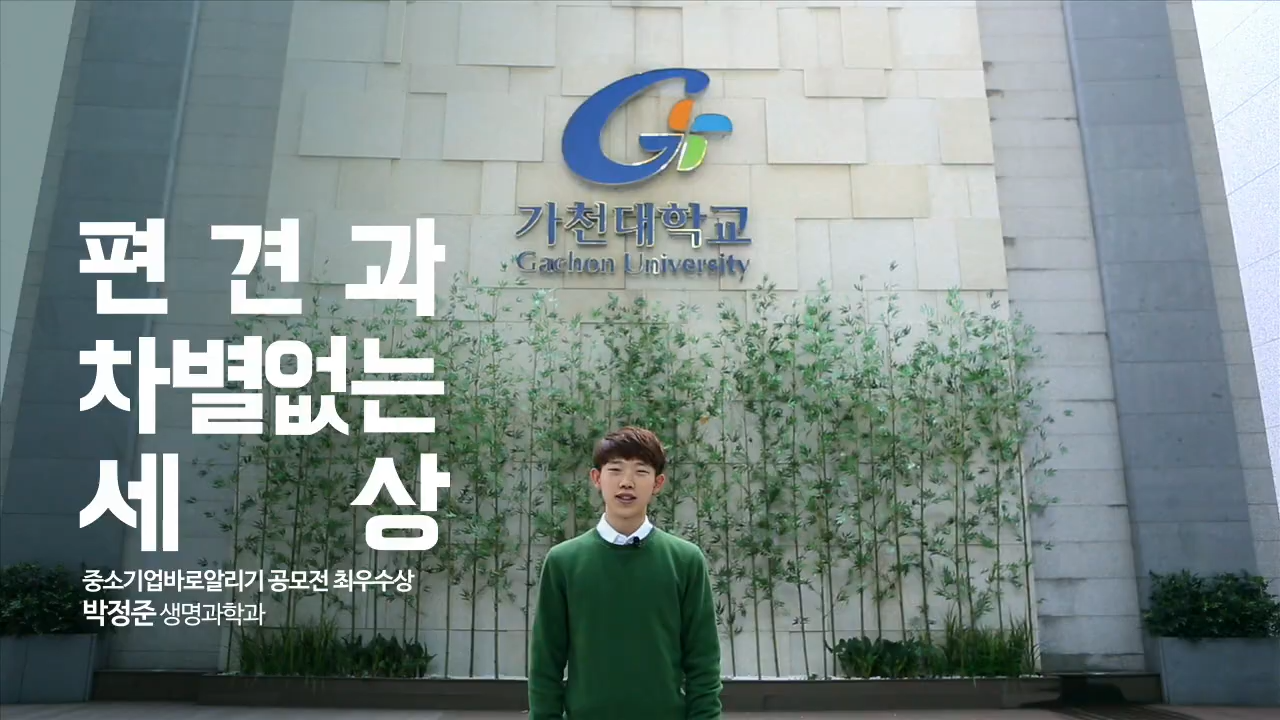 가천대학교
Gachon University
편견과
차별없는
세상
중소기업바로알리기 공모전 최우수상
박정준 생명과학과